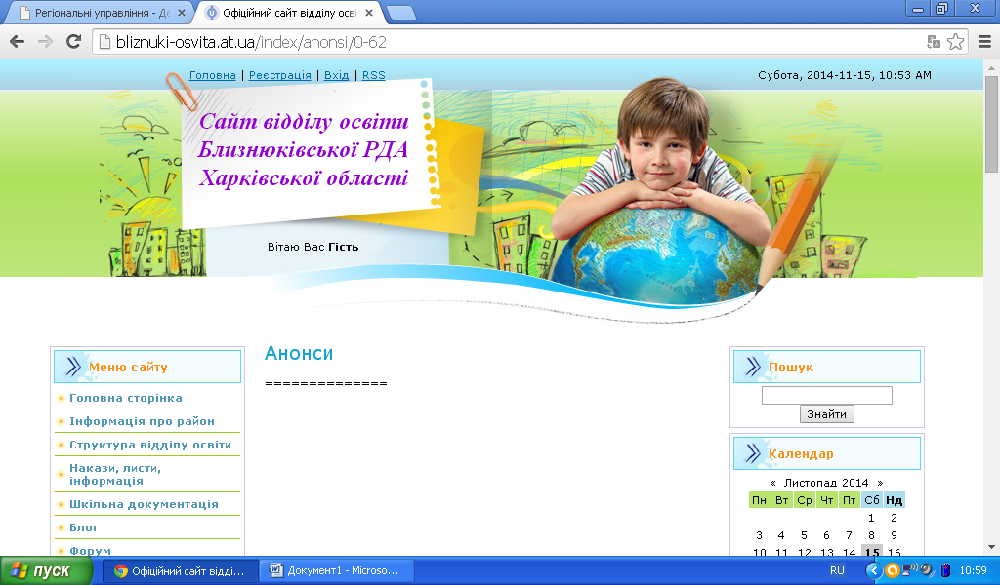 Регіональні управління - Де
Офіційний сайт відділу осві
bliznuki-osvita.at.ua/index/anonsi/0-62
Головна | Реєстрація | Вхід | RSS
Субота, 2014-11-15, 10:53 AM
Сайт відділу освіти
Близнюківської РДА
Харківської області
Вітаю Вас Гість
Меню сайту
Головна сторінка
Інформація про район
Структура відділу освіти
Накази, листи,
інформація
Шкільна документація
Блог
Форум
Анонси
==============
Пошук
Знайти
Календар
« Листопад 2014 »
Пн Вт Ср Чт Пт Сб Нд
1 2
3 4 5 6 7 8 9
10 11 12 13 14 15 16
пуск
Офіційний сайт відді...
Документ1 - Microso...
RU
10:59